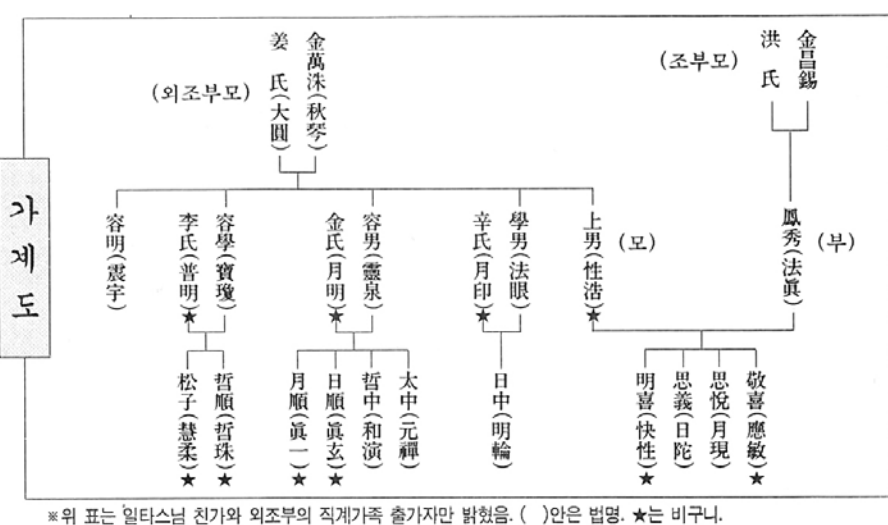 가계도
金昌錫
洪 氏
(조부모)
金萬洙(秋琴)
姜 氏(大圓)
(외조부모)
鳳秀(法眞)
(부)
上男(性浩)★
(모)
學男(法眼)
辛氏(月印)★
容男(靈泉)
金氏(月明)★
容學(寶瓊)
李氏(普明)★
容明(震宇)
敬喜(應敏)★
思悅(月現)
思義(日陀)
明喜(快性)★
日中(明輪)
太中(元禪)
哲中(和演)
日順(眞玄)★
月順(眞一)★
哲順(哲珠)★
松子(慧柔)★
※위 표는 일타스님 친가와 외조부의 직계가족 출가자만 밝혔음. ( )안은 법명. ★는 비구니.